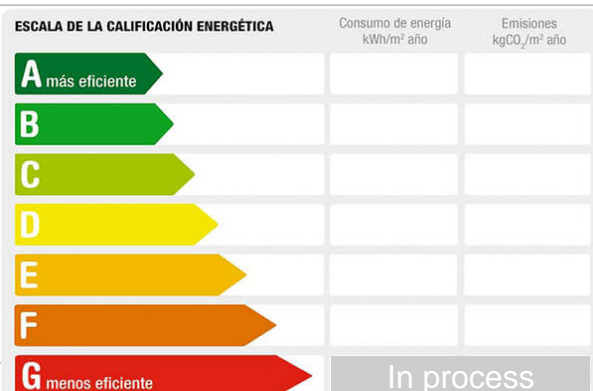 ESCALA DE LA CALIFICACIÓN ENERGÉTICA
Consumo de energía
kWh/m² año
Emisiones
kgCO₂/m² año
A más eficiente
B
C
D
E
F
G menos eficiente
In process